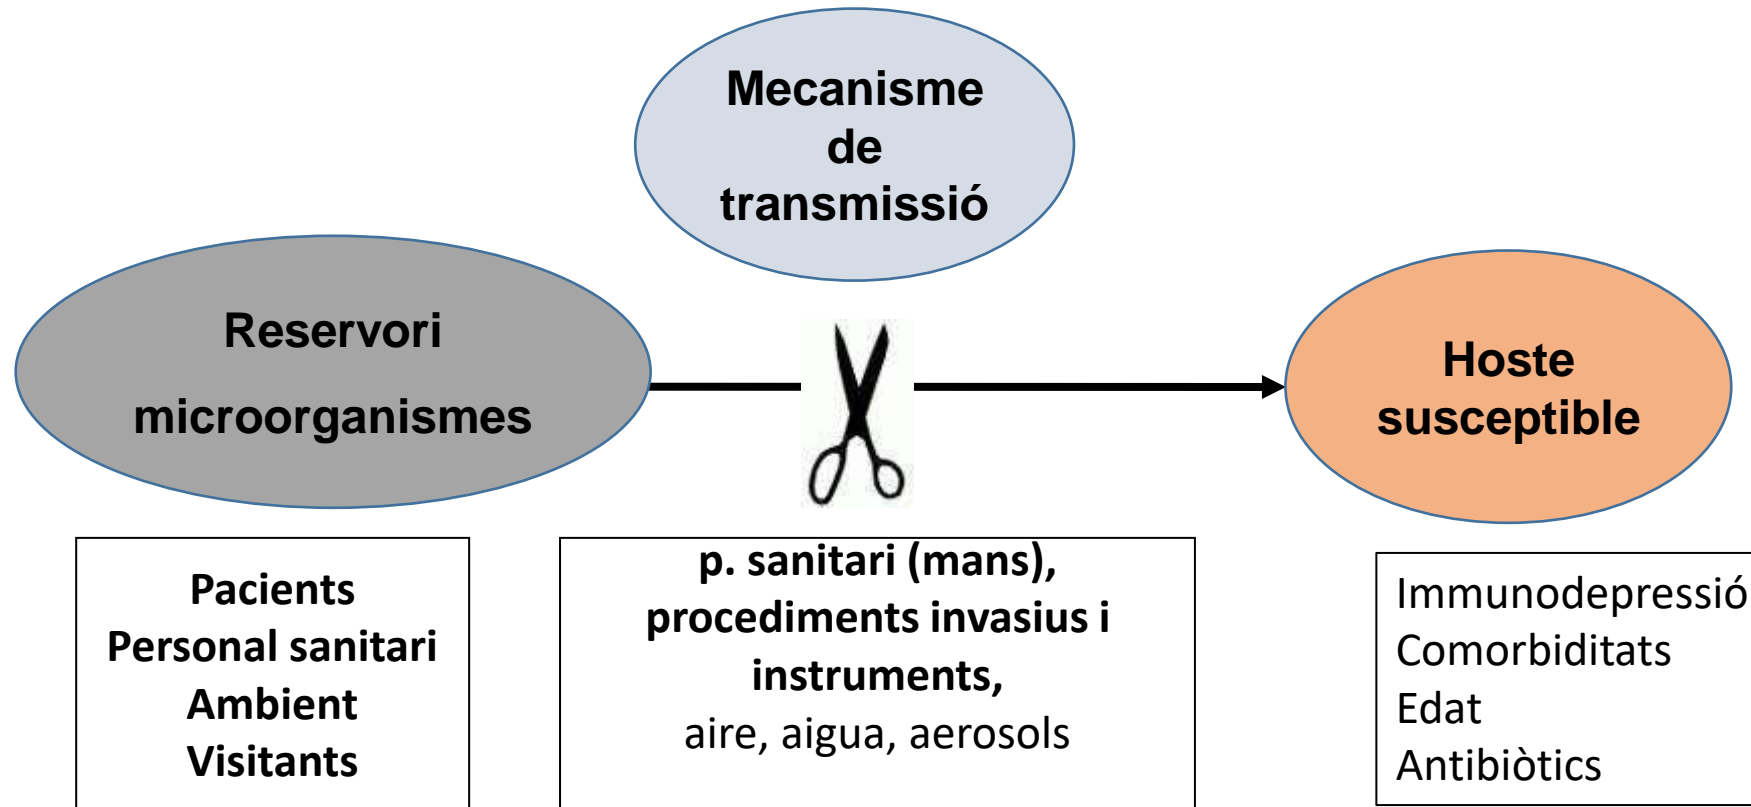 Mecanisme
de
transmissió
Reservori
microorganismes
Hoste
susceptible
Pacients
Personal sanitari
Ambient
Visitants
p. sanitari (mans),
procediments invasius i
instruments,
aire, aigua, aerosols
Immunodepressió
Comorbiditats
Edat
Antibiòtics